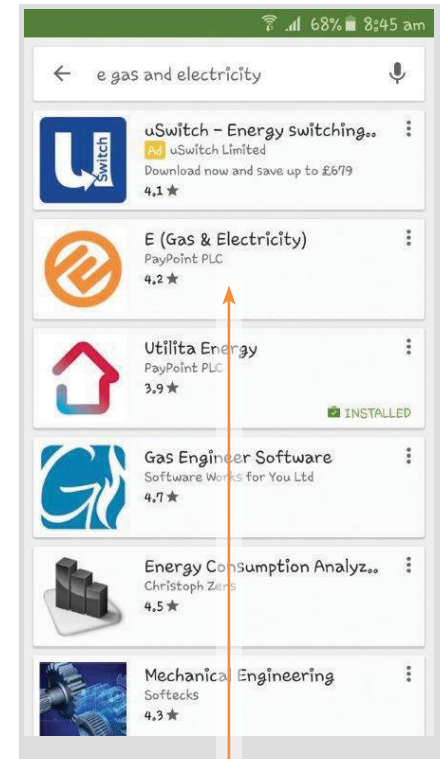 68% 8:45 am
e gas and electricity
U
Switch
uSwitch – Energy switching..
Ad uSwitch Limited
Download now and save up to £679
4.1 ★
E (Gas & Electricity)
PayPoint PLC
4.2 ★
Utilita Energy
PayPoint PLC
3.9 ★
INSTALLED
Gas Engineer Software
Software Works for You Ltd
4.7 ★
Energy Consumption Analyz..
Christoph Zens
4.5 ★
Mechanical Engineering
Softecks
4.3 ★